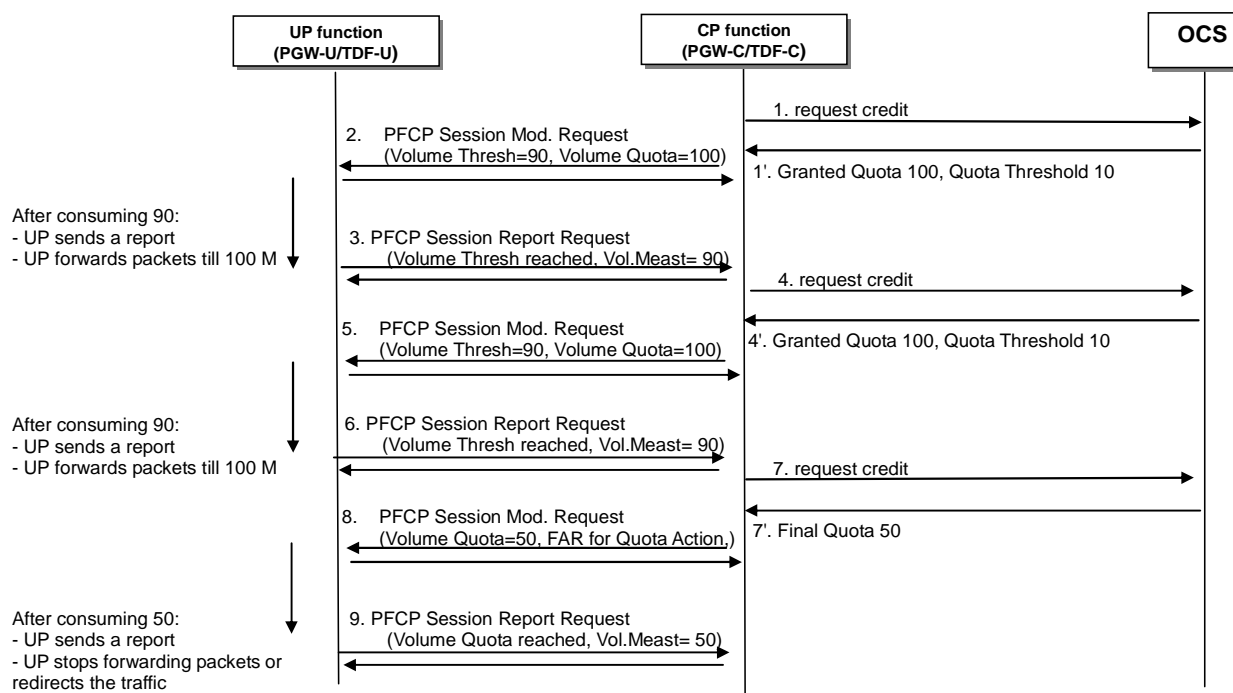 UP function
(PGW-U/TDF-U)
CP function
(PGW-C/TDF-C)
OCS
1. request credit
2. PFCP Session Mod. Request
(Volume Thresh=90, Volume Quota=100)
1'. Granted Quota 100, Quota Threshold 10
After consuming 90:
- UP sends a report
- UP forwards packets till 100 M
3. PFCP Session Report Request
(Volume Thresh reached, Vol.Meast= 90)
4. request credit
5. PFCP Session Mod. Request
(Volume Thresh=90, Volume Quota=100)
4'. Granted Quota 100, Quota Threshold 10
After consuming 90:
- UP sends a report
- UP forwards packets till 100 M
6. PFCP Session Report Request
(Volume Thresh reached, Vol.Meast= 90)
7. request credit
8. PFCP Session Mod. Request
(Volume Quota=50, FAR for Quota Action,)
7'. Final Quota 50
After consuming 50:
- UP sends a report
- UP stops forwarding packets or
redirects the traffic
9. PFCP Session Report Request
(Volume Quota reached, Vol.Meast= 50)